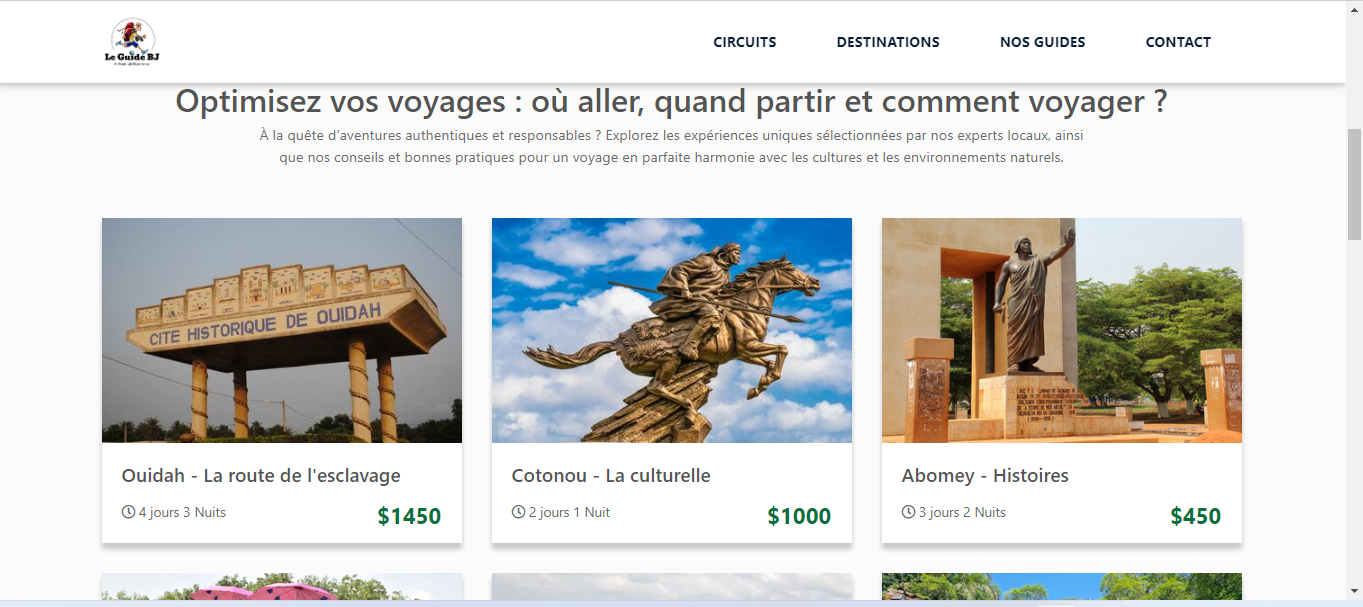 Le Guide BJ
CIRCUITS
DESTINATIONS
NOS GUIDES
CONTACT
Optimisez vos voyages : où aller, quand partir et comment voyager ?
À la quête d'aventures authentiques et responsables ? Explorez les expériences uniques sélectionnées par nos experts locaux, ainsi
que nos conseils et bonnes pratiques pour un voyage en parfaite harmonie avec les cultures et les environnements naturels.
CITE HISTORIQUE DE OUIDAH
Ouidah - La route de l'esclavage
4 jours 3 Nuits
$1450
Cotonou - La culturelle
2 jours 1 Nuit
$1000
Abomey - Histoires
3 jours 2 Nuits
$450